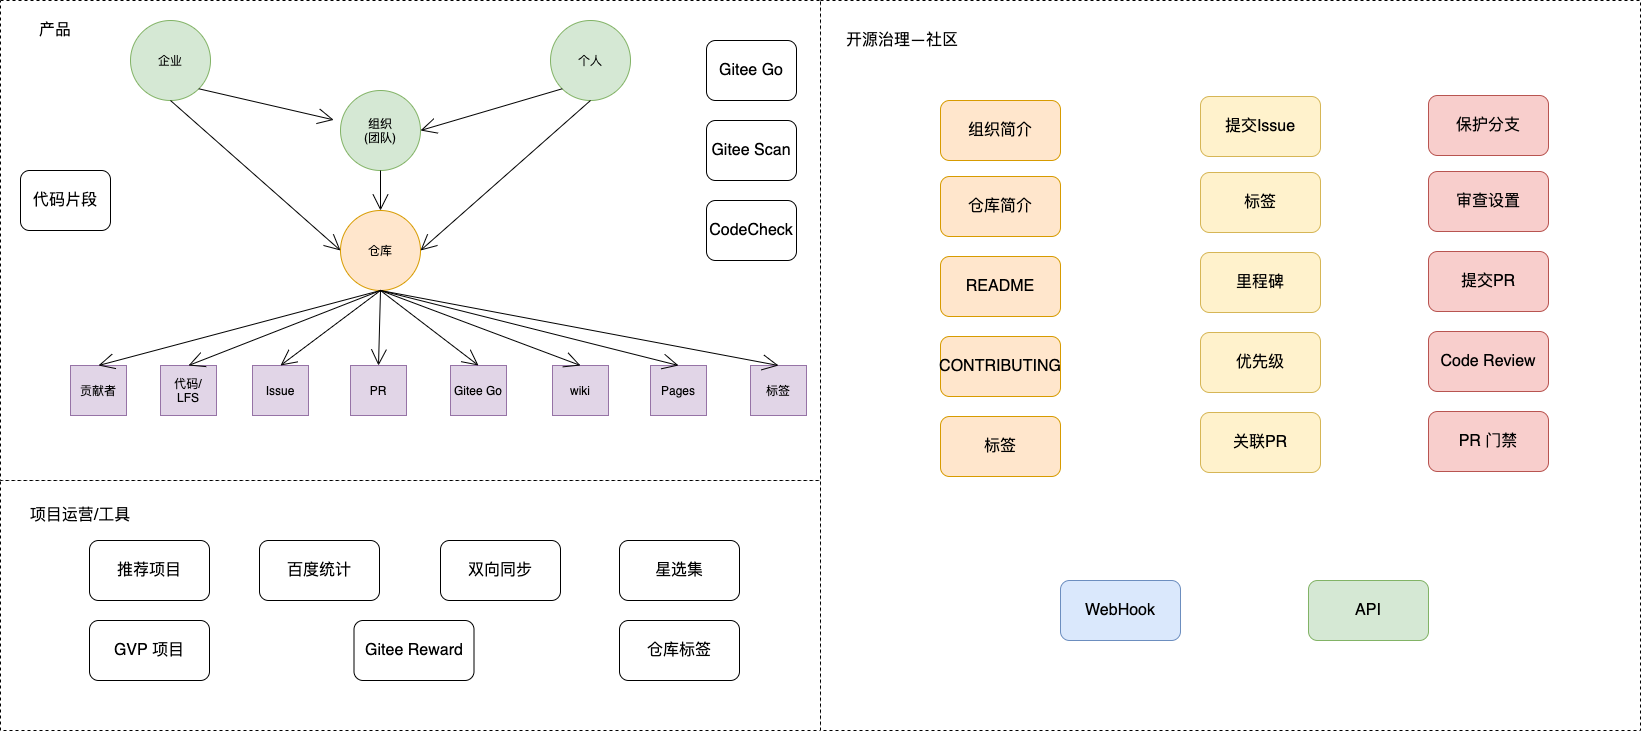 产品
企业
个人
组织
(团队)
仓库
代码片段
Gitee Go
Gitee Scan
CodeCheck
贡献者
代码/
LFS
Issue
PR
Gitee Go
wiki
Pages
标签
项目运营/工具
推荐项目
百度统计
双向同步
星选集
GVP 项目
Gitee Reward
仓库标签
开源治理—社区
组织简介
仓库简介
README
CONTRIBUTING
标签
提交Issue
标签
里程碑
优先级
关联PR
保护分支
审查设置
提交PR
Code Review
PR 门禁
WebHook
API